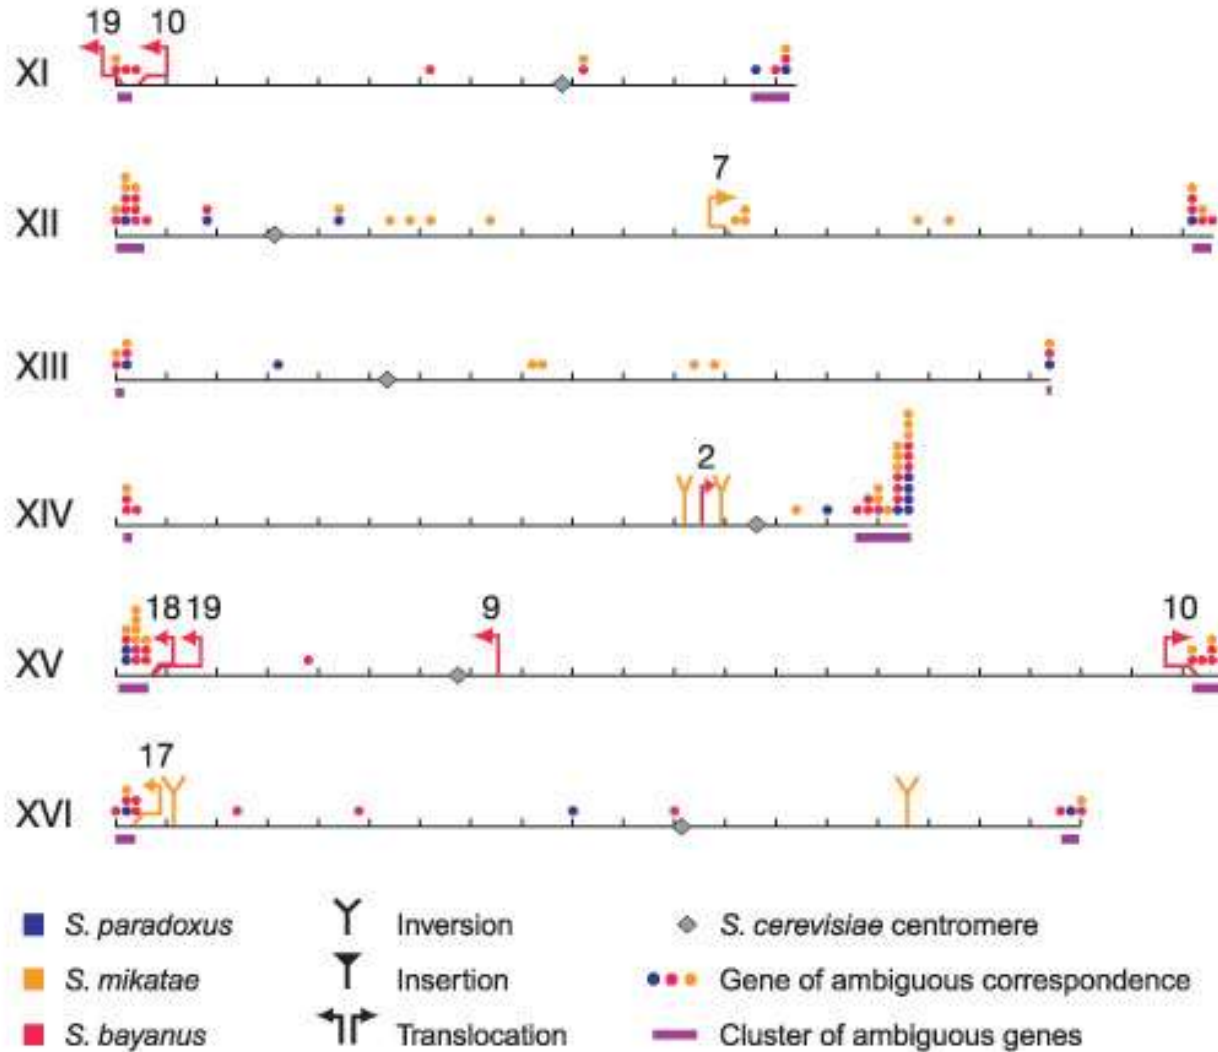 19 10
XI
7
XII
XIII
2
XIV
18 19 9 10
XV
17
XVI
S. paradoxus Inversion S. cerevisiae centromere
S. mikatae Insertion Gene of ambiguous correspondence
S. bayanus Translocation Cluster of ambiguous genes